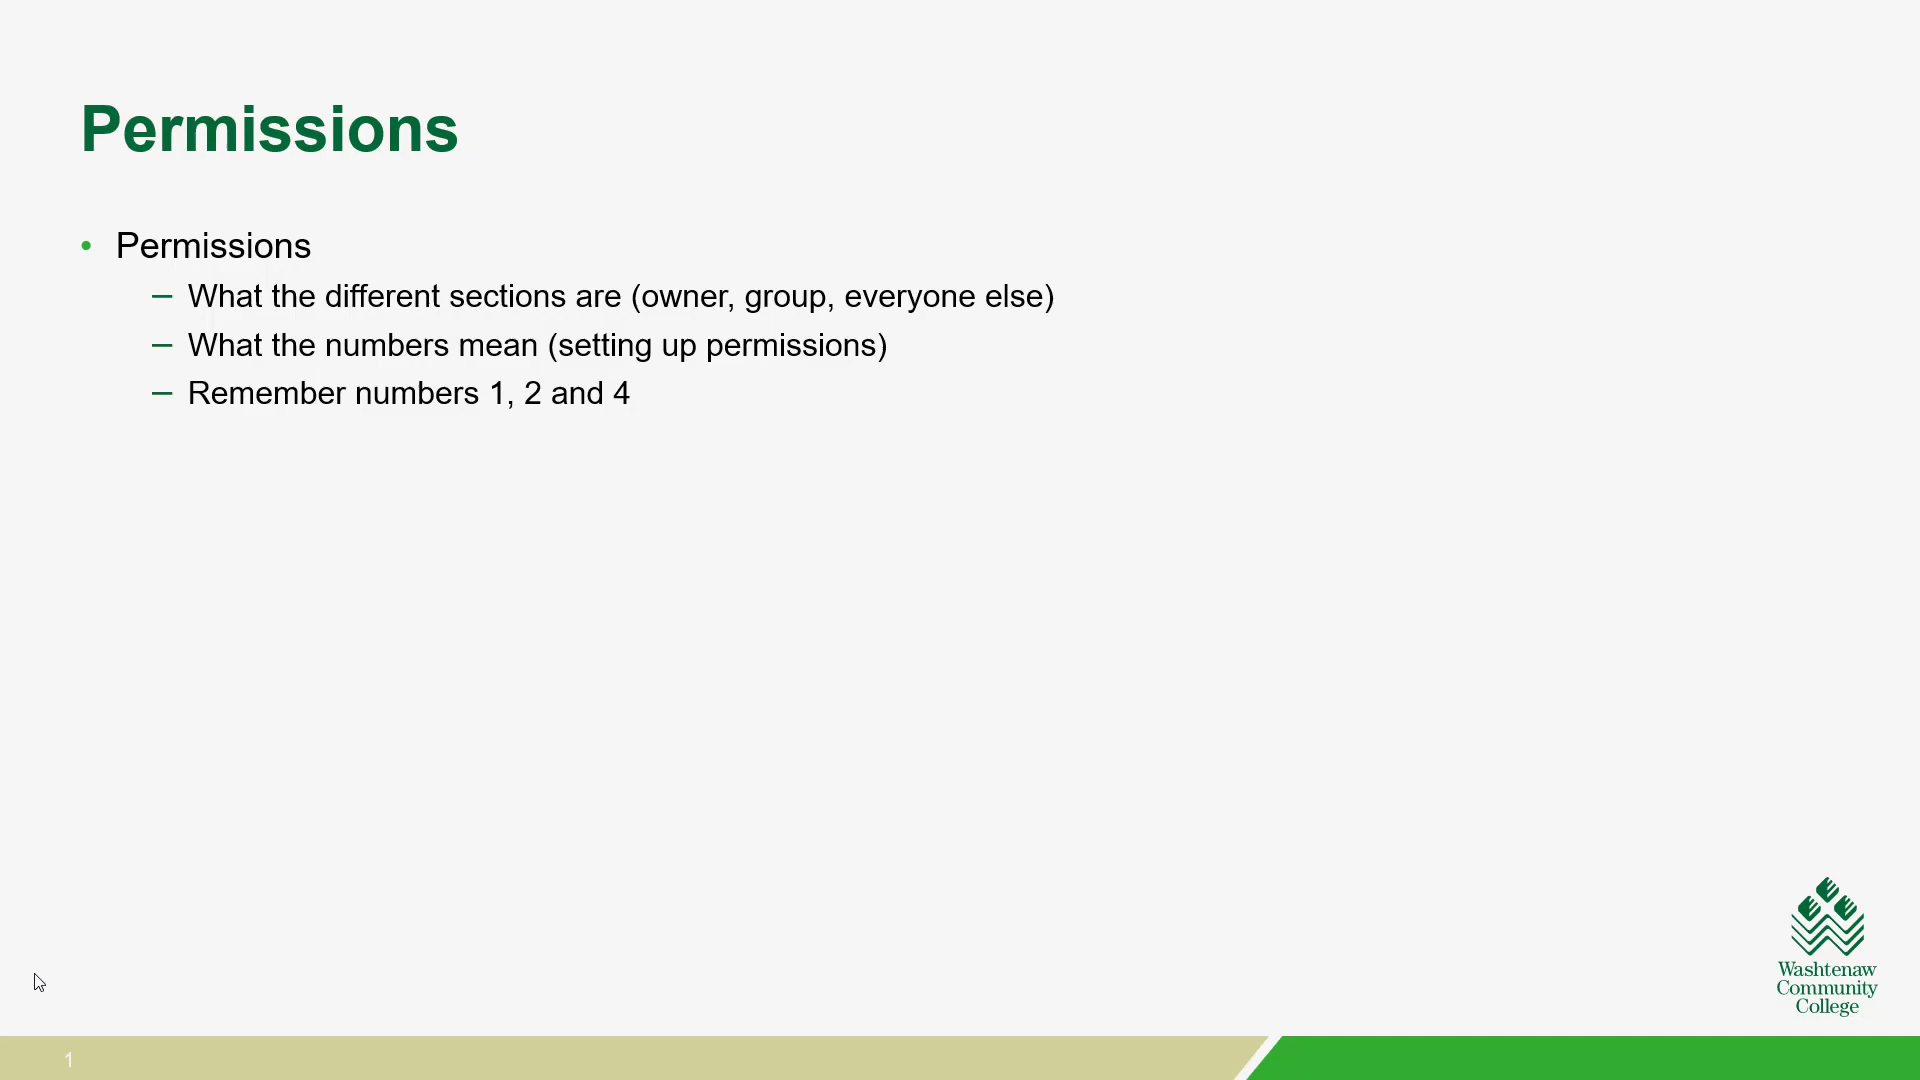 Permissions
• Permissions
– What the different sections are (owner, group, everyone else)
– What the numbers mean (setting up permissions)
– Remember numbers 1, 2 and 4
Washtenaw
Community
College
1